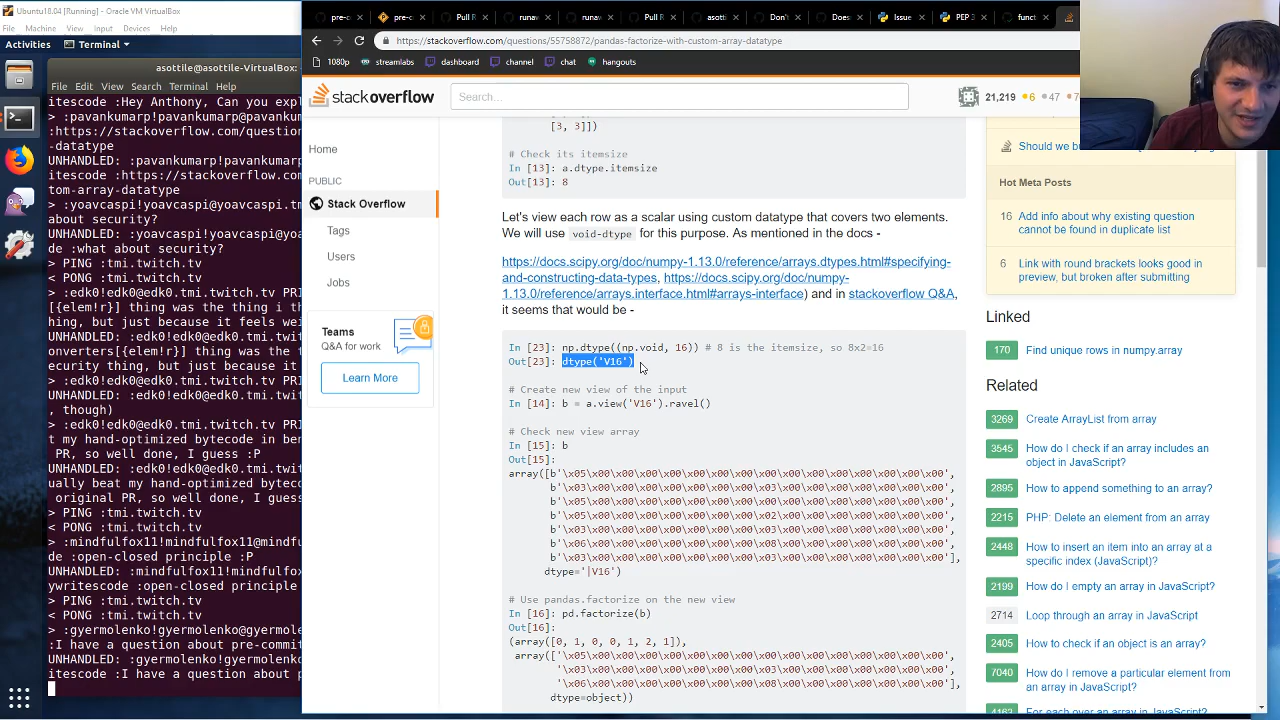 Ubuntu18.04 [Running] - Oracle VM VirtualBox
File Machine View Input Devices Help
Activities Terminal
asottile@asottile-VirtualBox:
File Edit View Search Terminal Help
itescode :Hey Anthony, Can you expl
> :pavankumarp!pavankumarp@pavankum
:https://stackoverflow.com/question
-datatype
UNHANDLED: :pavankumarp!pavankumarp
itescode :https://stackoverflow.com
tom-array-datatype
> :yoavcaspi!yoavcaspi@yoavcaspi.tm
about security?
UNHANDLED: :yoavcaspi!yoavcaspi@yoa
de :what about security?
> PING :tmi.twitch.tv
< PONG :tmi.twitch.tv
> :edk0!edk0@edk0.tmi.twitch.tv PRI
[{elem!r}] thing was the thing i th
hing, but just because it feels wei
UNHANDLED: :edk0!edk0@edk0.tmi.twit
onverters[{elem!r}] thing was the t
ecurity thing, but just because it
> :edk0!edk0@edk0.tmi.twitch.tv PRI
, though)
UNHANDLED: :edk0!edk0@edk0.tmi.twit
> :edk0!edk0@edk0.tmi.twitch.tv PRI
t my hand-optimized bytecode in ben
PR, so well done, I guess :P
UNHANDLED: :edk0!edk0@edk0.tmi.twit
ually beat my hand-optimized byteco
original PR, so well done, I guess
> PING :tmi.twitch.tv
< PONG :tmi.twitch.tv
> :mindfulfox11!mindfulfox11@mindfu
de :open-closed principle :P
UNHANDLED: :mindfulfox11!mindfulfox
ywritescode :open-closed principle
> PING :tmi.twitch.tv
< PONG :tmi.twitch.tv
> :gyermolenko!gyermolenko@gyermole
:I have a question about pre-commit
UNHANDLED: :gyermolenko!gyermolenko
itescode :I have a question about p
pre-c pre-c Pull R runav runav Pull R asotti Don't Does Issue PEP 3 funct
https://stackoverflow.com/questions/55758872/pandas-factorize-with-custom-array-datatype
1080p streamlabs dashboard channel chat hangouts
stackoverflow Search... 21,219 6 47
Home
PUBLIC
Stack Overflow
Tags
Users
Jobs
Teams
Q&A for work
Learn More
[3, 3]])
# Check its itemsize
In [13]: a.dtype.itemsize
Out[13]: 8
Let's view each row as a scalar using custom datatype that covers two elements.
We will use void-dtype for this purpose. As mentioned in the docs -
https://docs.scipy.org/doc/numpy-1.13.0/reference/arrays.dtypes.html#specifying-
and-constructing-data-types, https://docs.scipy.org/doc/numpy-
1.13.0/reference/arrays.interface.html#arrays-interface) and in stackoverflow Q&A,
it seems that would be -
In [23]: np.dtype((np.void, 16)) # 8 is the itemsize, so 8x2=16
Out[23]: dtype('V16')
# Create new view of the input
In [14]: b = a.view('V16').ravel()
# Check new view array
In [15]: b
Out[15]:
array([b'\x05\x00\x00\x00\x00\x00\x00\x00\x00\x00\x00\x00\x00\x00\x00\x00',
b'\x03\x00\x00\x00\x00\x00\x00\x00\x03\x00\x00\x00\x00\x00\x00\x00',
b'\x05\x00\x00\x00\x00\x00\x00\x00\x00\x00\x00\x00\x00\x00\x00\x00',
b'\x05\x00\x00\x00\x00\x00\x00\x00\x00\x00\x00\x00\x00\x00\x00\x00',
b'\x03\x00\x00\x00\x00\x00\x00\x00\x03\x00\x00\x00\x00\x00\x00\x00',
b'\x06\x00\x00\x00\x00\x00\x00\x00\x08\x00\x00\x00\x00\x00\x00\x00',
b'\x03\x00\x00\x00\x00\x00\x00\x00\x03\x00\x00\x00\x00\x00\x00\x00'],
dtype='|V16')
# Use pandas.factorize on the new view
In [16]: pd.factorize(b)
Out[16]:
(array([0, 1, 0, 0, 1, 2, 1]),
array(['\x05\x00\x00\x00\x00\x00\x00\x00\x00\x00\x00\x00\x00\x00\x00\x00',
'\x03\x00\x00\x00\x00\x00\x00\x00\x03\x00\x00\x00\x00\x00\x00\x00',
'\x06\x00\x00\x00\x00\x00\x00\x00\x08\x00\x00\x00\x00\x00\x00\x00'],
dtype=object))
Hot Meta Posts
16 Add info about why existing question
cannot be found in duplicate list
6 Link with round brackets looks good in
preview, but broken after submitting
Linked
170 Find unique rows in numpy.array
Related
3269 Create ArrayList from array
3545 How do I check if an array includes an
object in JavaScript?
2895 How to append something to an array?
2215 PHP: Delete an element from an array
2448 How to insert an item into an array at a
specific index (JavaScript)?
2199 How do I empty an array in JavaScript?
2714 Loop through an array in JavaScript
2405 How to check if an object is an array?
7040 How do I remove a particular element from
an array in JavaScript?
4162 For each over an array in JavaScript?